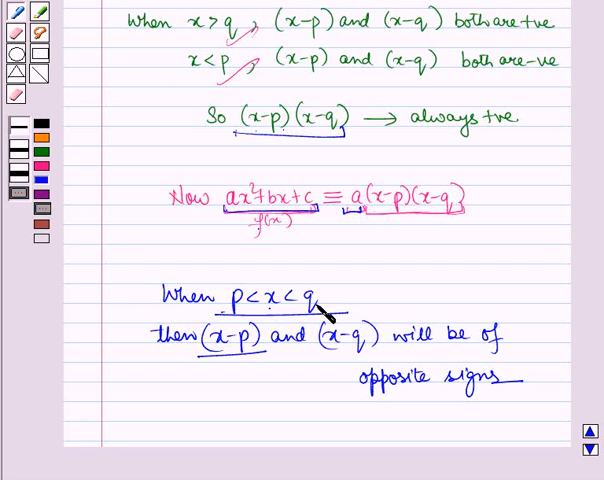 When x > q , (x-p) and (x-q) both are +ve
x < p , (x-p) and (x-q) both are -ve
So (x-p)(x-q) ⟶ always +ve
Now ax²+bx+c ≡ a(x-p)(x-q)
f(x)
When p < x < q
then (x-p) and (x-q) will be of
opposite signs